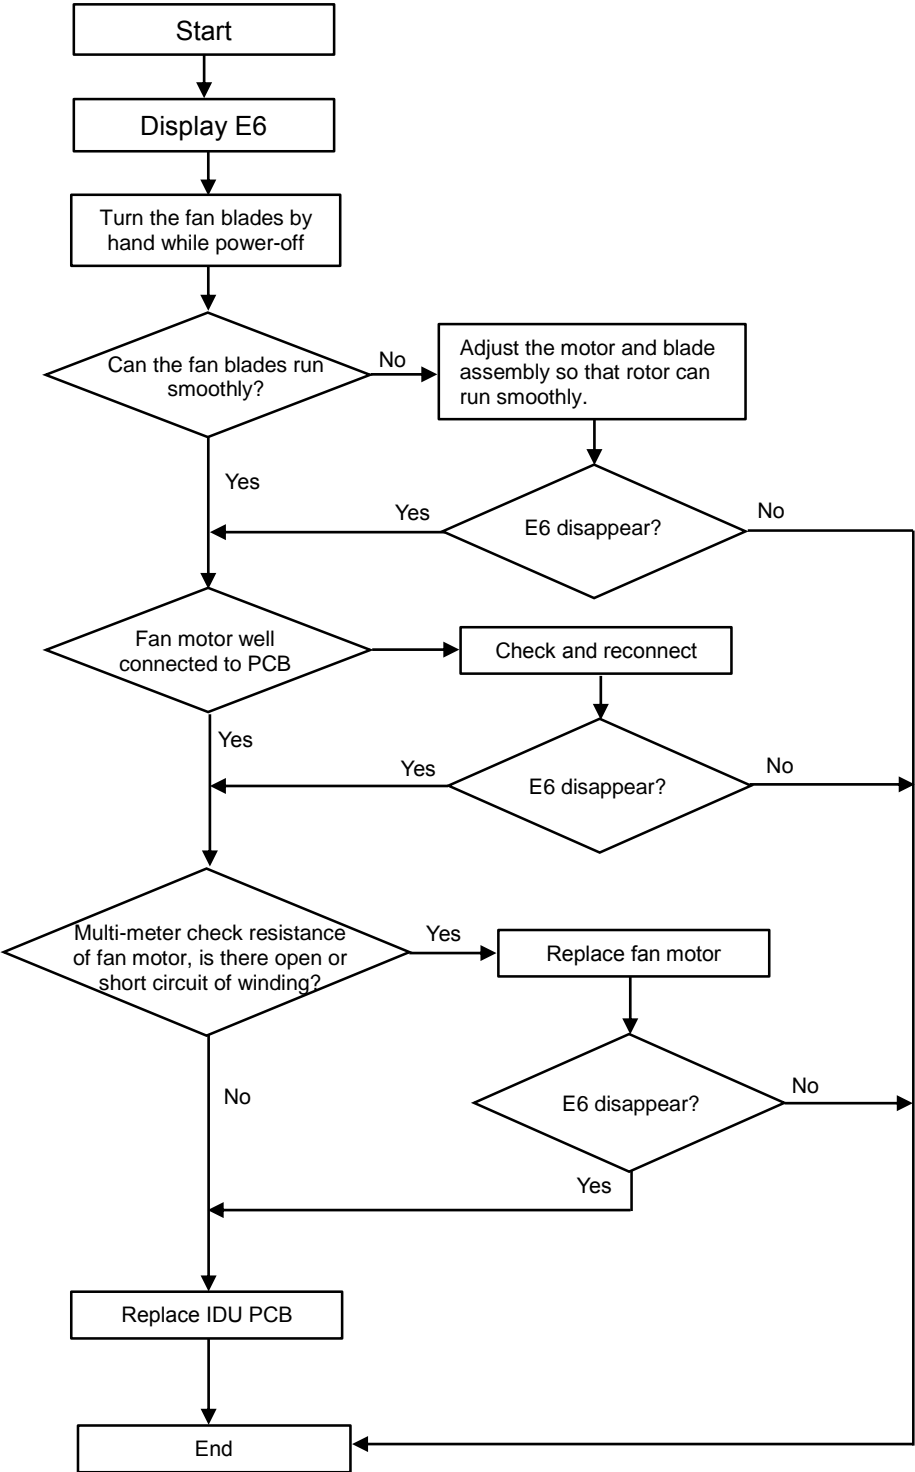 Start
Display E6
Turn the fan blades by
hand while power-off
Can the fan blades run
smoothly?
No
Adjust the motor and blade
assembly so that rotor can
run smoothly.
Yes
Yes
E6 disappear?
No
Fan motor well
connected to PCB
Check and reconnect
Yes
Yes
E6 disappear?
No
Multi-meter check resistance
of fan motor, is there open or
short circuit of winding?
Yes
Replace fan motor
No
E6 disappear?
No
Yes
Replace IDU PCB
End